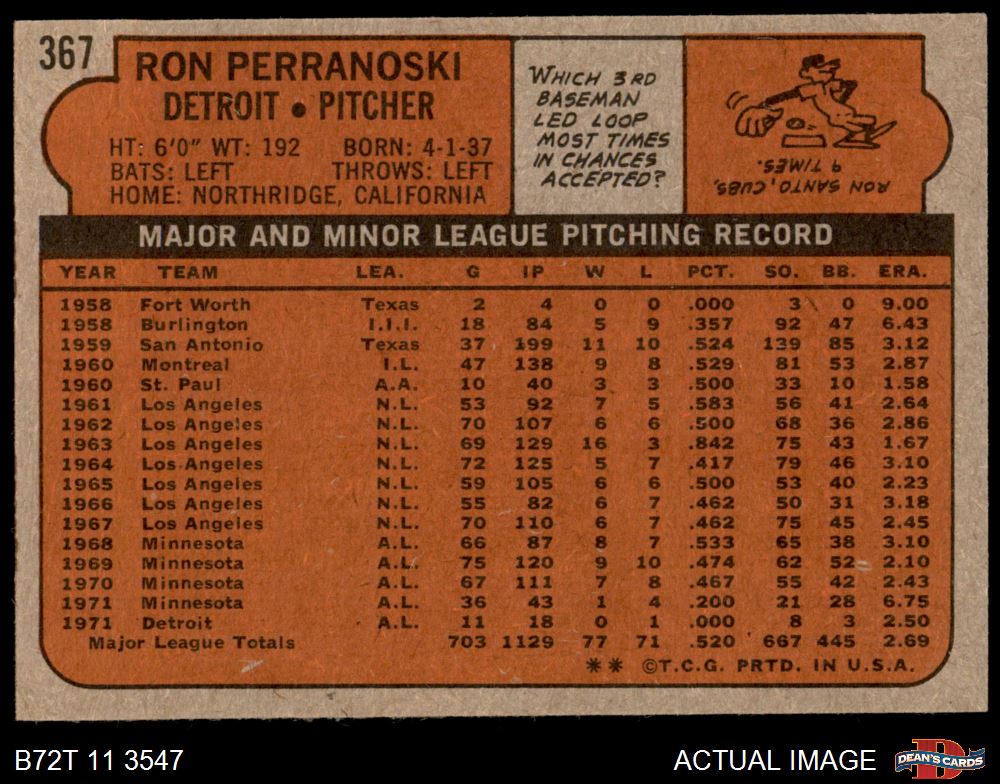 367
RON PERRANOSKI
DETROIT • PITCHER
HT: 6'0" WT: 192 BORN: 4-1-37
BATS: LEFT THROWS: LEFT
HOME: NORTHRIDGE, CALIFORNIA
WHICH 3RD
BASEMAN
LED LOOP
MOST TIMES
IN CHANCES
ACCEPTED?
RON SANTO, CUBS,
9 TIMES.
MAJOR AND MINOR LEAGUE PITCHING RECORD
YEAR TEAM LEA. G IP W L PCT. SO. BB. ERA.
1958 Fort Worth Texas 2 4 0 0 .000 3 0 9.00
1958 Burlington I.I.I. 18 84 5 9 .357 92 47 6.43
1959 San Antonio Texas 37 199 11 10 .524 139 85 3.12
1960 Montreal I.L. 47 138 9 8 .529 81 53 2.87
1960 St. Paul A.A. 10 40 3 3 .500 33 10 1.58
1961 Los Angeles N.L. 53 92 7 5 .583 56 41 2.64
1962 Los Angeles N.L. 70 107 6 6 .500 68 36 2.86
1963 Los Angeles N.L. 69 129 16 3 .842 75 43 1.67
1964 Los Angeles N.L. 72 125 5 7 .417 79 46 3.10
1965 Los Angeles N.L. 59 105 6 6 .500 53 40 2.23
1966 Los Angeles N.L. 55 82 6 7 .462 50 31 3.18
1967 Los Angeles N.L. 70 110 6 7 .462 75 45 2.45
1968 Minnesota A.L. 66 87 8 7 .533 65 38 3.10
1969 Minnesota A.L. 75 120 9 10 .474 62 52 2.10
1970 Minnesota A.L. 67 111 7 8 .467 55 42 2.43
1971 Minnesota A.L. 36 43 1 4 .200 21 28 6.75
1971 Detroit A.L. 11 18 0 1 .000 8 3 2.50
Major League Totals 703 1129 77 71 .520 667 445 2.69
** ©T.C.G. PRTD. IN U.S.A.
B72T 11 3547
ACTUAL IMAGE
DEAN'S CARDS